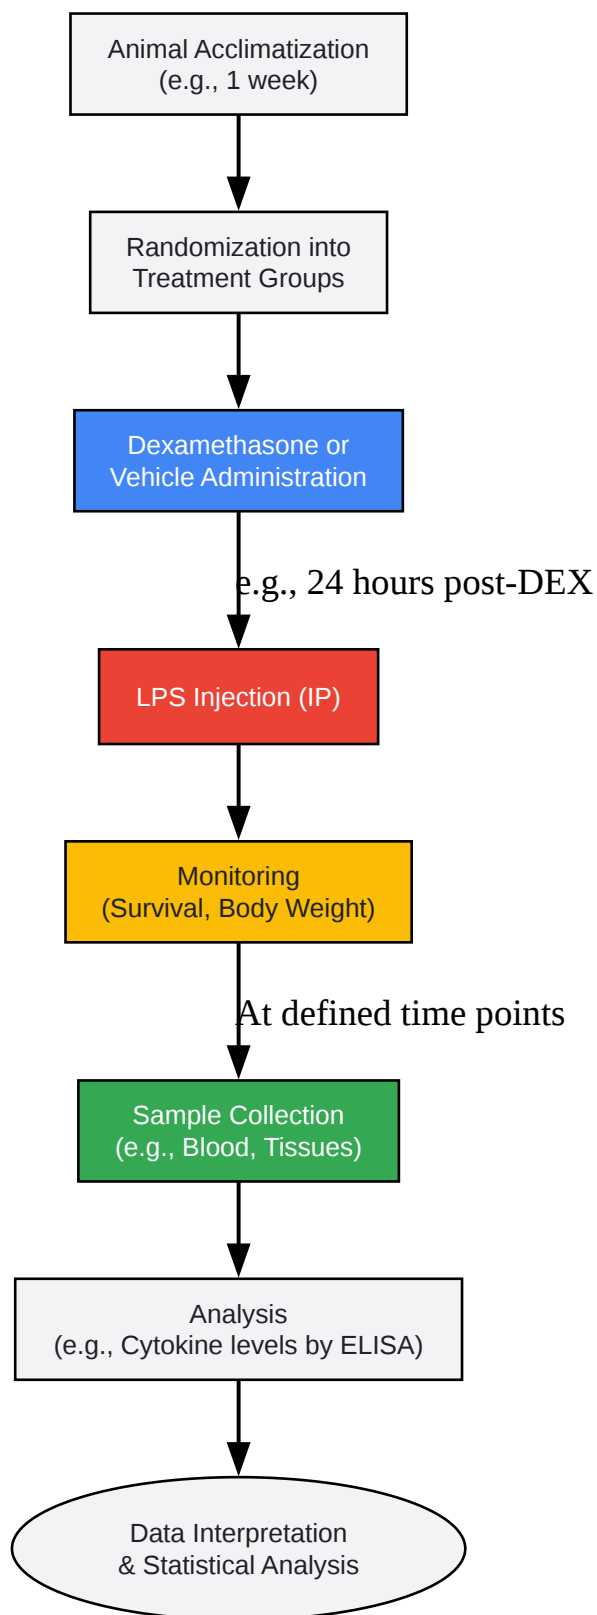 Animal Acclimatization
(e.g., 1 week)
Randomization into
Treatment Groups
Dexamethasone or
Vehicle Administration
e.g., 24 hours post-DEX
LPS Injection (IP)
Monitoring
(Survival, Body Weight)
At defined time points
Sample Collection
(e.g., Blood, Tissues)
Analysis
(e.g., Cytokine levels by ELISA)
Data Interpretation
& Statistical Analysis